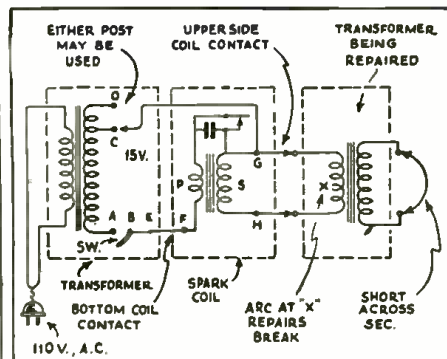 EITHER POST
MAY BE
USED
UPPER SIDE
COIL CONTACT
TRANSFORMER
BEING
REPAIRED
D
C
15V.
G
P
S
X
A
B
E
F
H
SW.
TRANSFORMER
BOTTOM COIL
CONTACT
SPARK
COIL
ARC AT "X"
REPAIRS
BREAK
SHORT
ACROSS
SEC.
110 V., A.C.